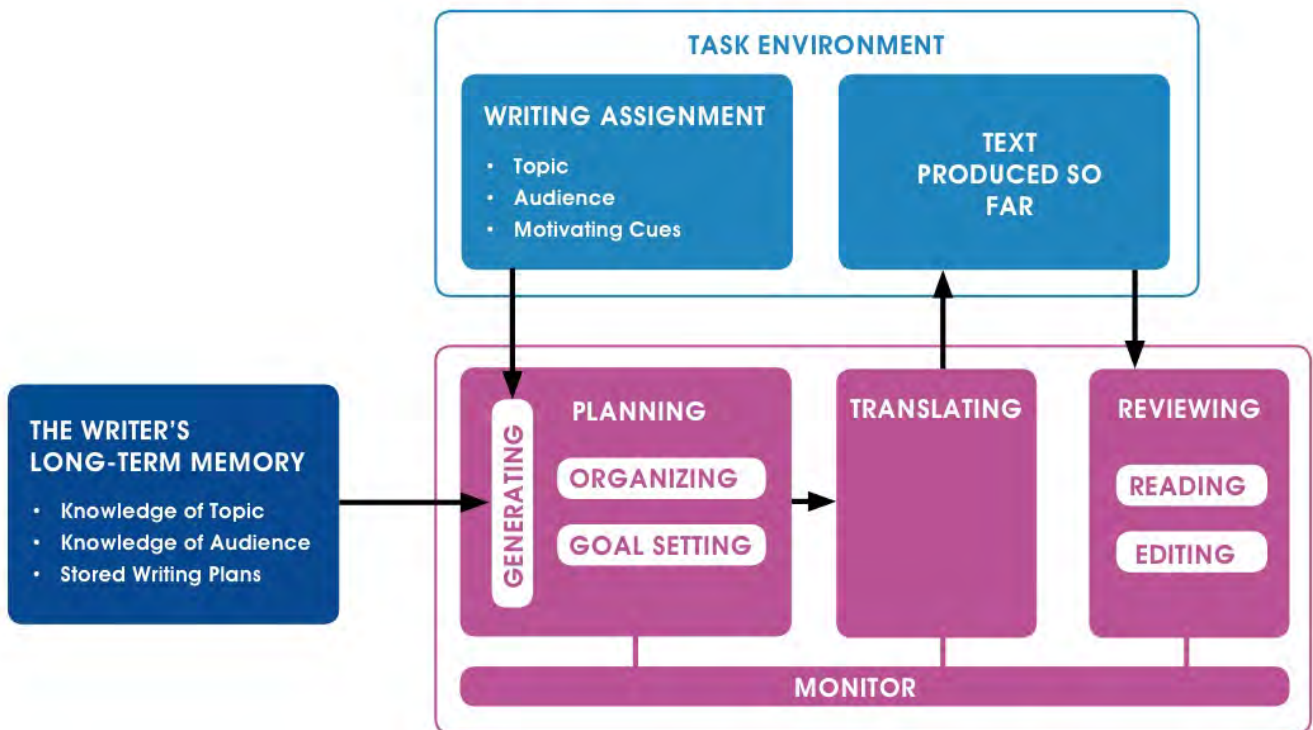 TASK ENVIRONMENT
WRITING ASSIGNMENT
• Topic
• Audience
• Motivating Cues
TEXT
PRODUCED SO
FAR
THE WRITER'S
LONG-TERM MEMORY
• Knowledge of Topic
• Knowledge of Audience
• Stored Writing Plans
GENERATING
PLANNING
ORGANIZING
GOAL SETTING
TRANSLATING
REVIEWING
READING
EDITING
MONITOR